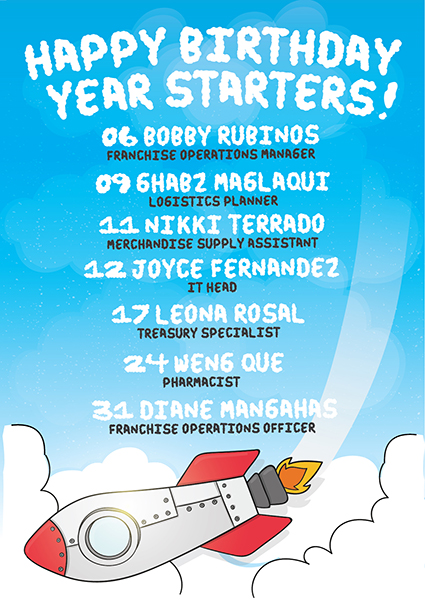 HAPPY BIRTHDAY
YEAR STARTERS!
06 BOBBY RUBINOS
FRANCHISE OPERATIONS MANAGER
09 GHABZ MAGLAQUI
LOGISTICS PLANNER
11 NIKKI TERRADO
MERCHANDISE SUPPLY ASSISTANT
12 JOYCE FERNANDEZ
IT HEAD
17 LEONA ROSAL
TREASURY SPECIALIST
24 WENG QUE
PHARMACIST
31 DIANE MANGAHAS
FRANCHISE OPERATIONS OFFICER